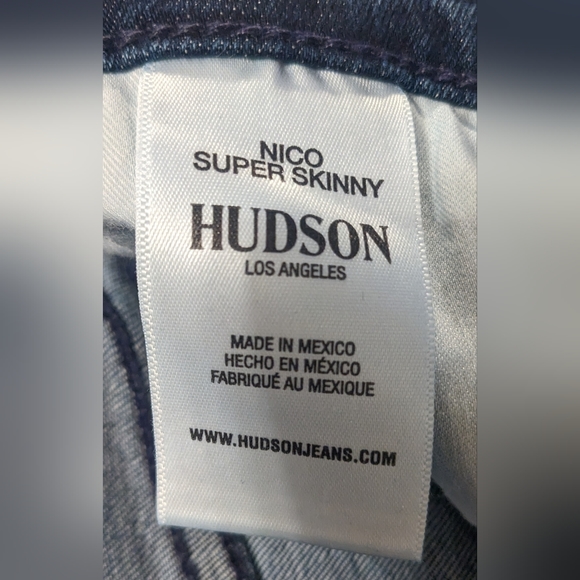 NICO
SUPER SKINNY
HUDSON
LOS ANGELES
MADE IN MEXICO
HECHO EN MÉXICO
FABRIQUÉ AU MEXIQUE
WWW.HUDSONJEANS.COM